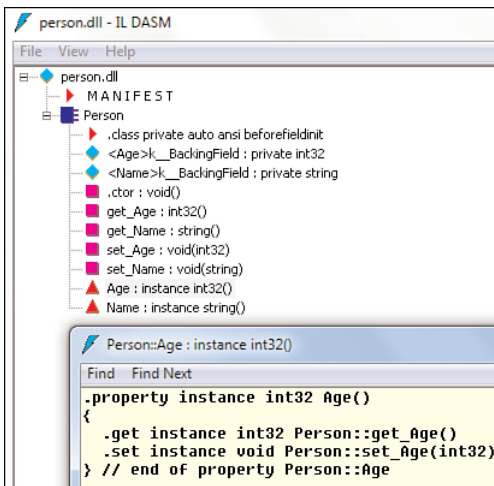 person.dll - IL DASM
File View Help
person.dll
MANIFEST
Person
.class private auto ansi beforefieldinit
<Age>k__BackingField : private int32
<Name>k__BackingField : private string
.ctor : void()
get_Age : int32()
get_Name : string()
set_Age : void(int32)
set_Name : void(string)
Age : instance int32()
Name : instance string()
Person::Age : instance int32()
Find Find Next
.property instance int32 Age()
{
.get instance int32 Person::get_Age()
.set instance void Person::set_Age(int32)
} // end of property Person::Age